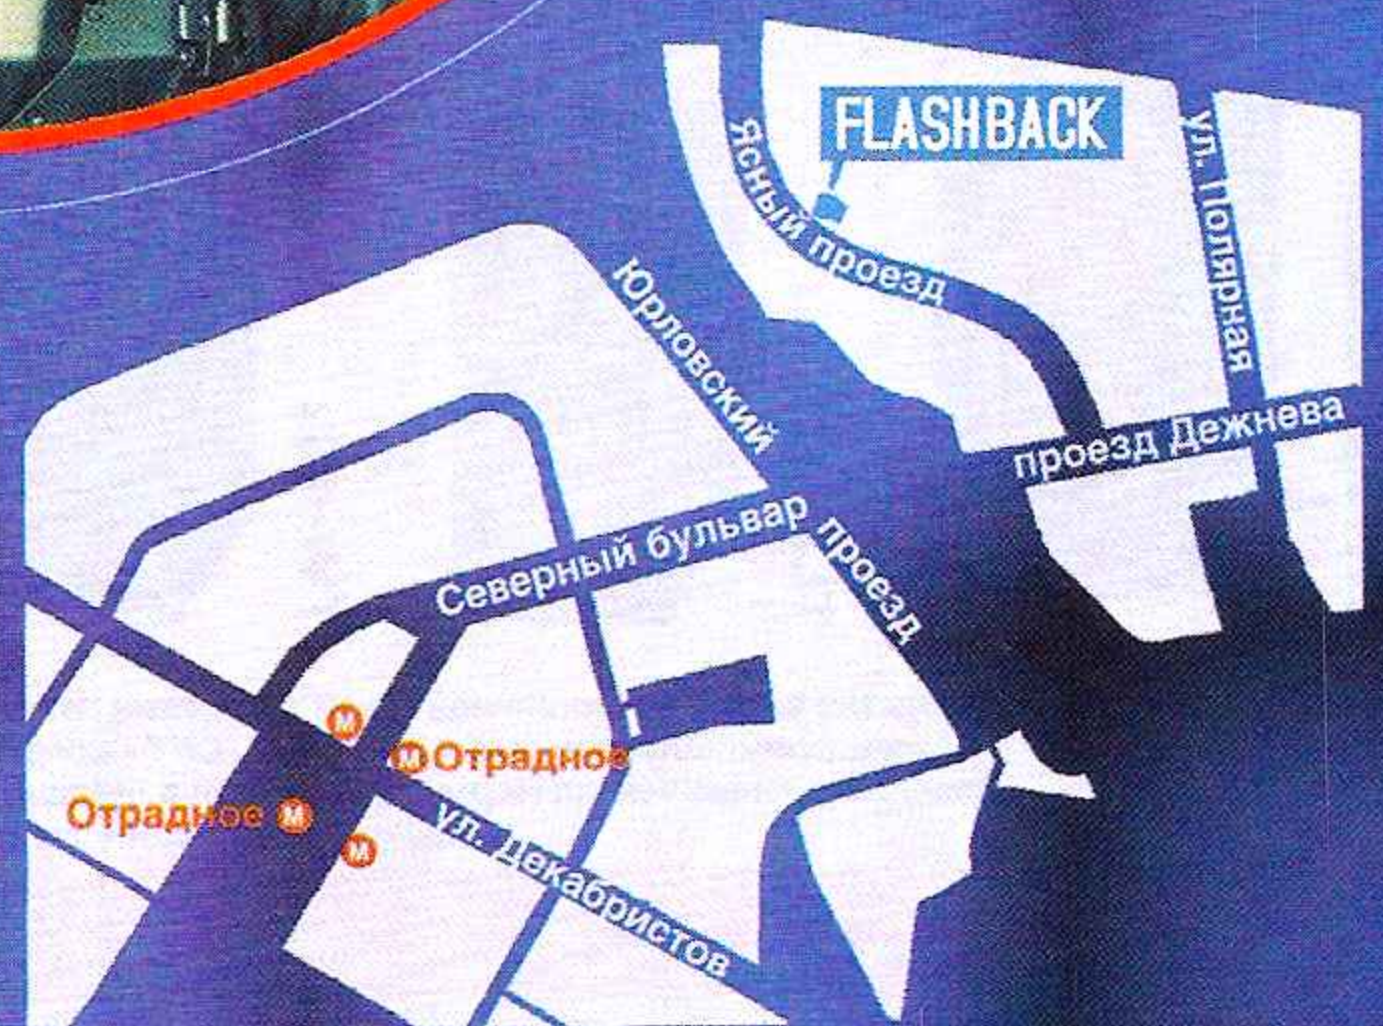 FLASHBACK
Ясный проезд
ул. Полярная
Юрловский
проезд Дежнева
Северный бульвар
проезд
М
М Отрадное
Отрадное М
М
ул. Декабристов